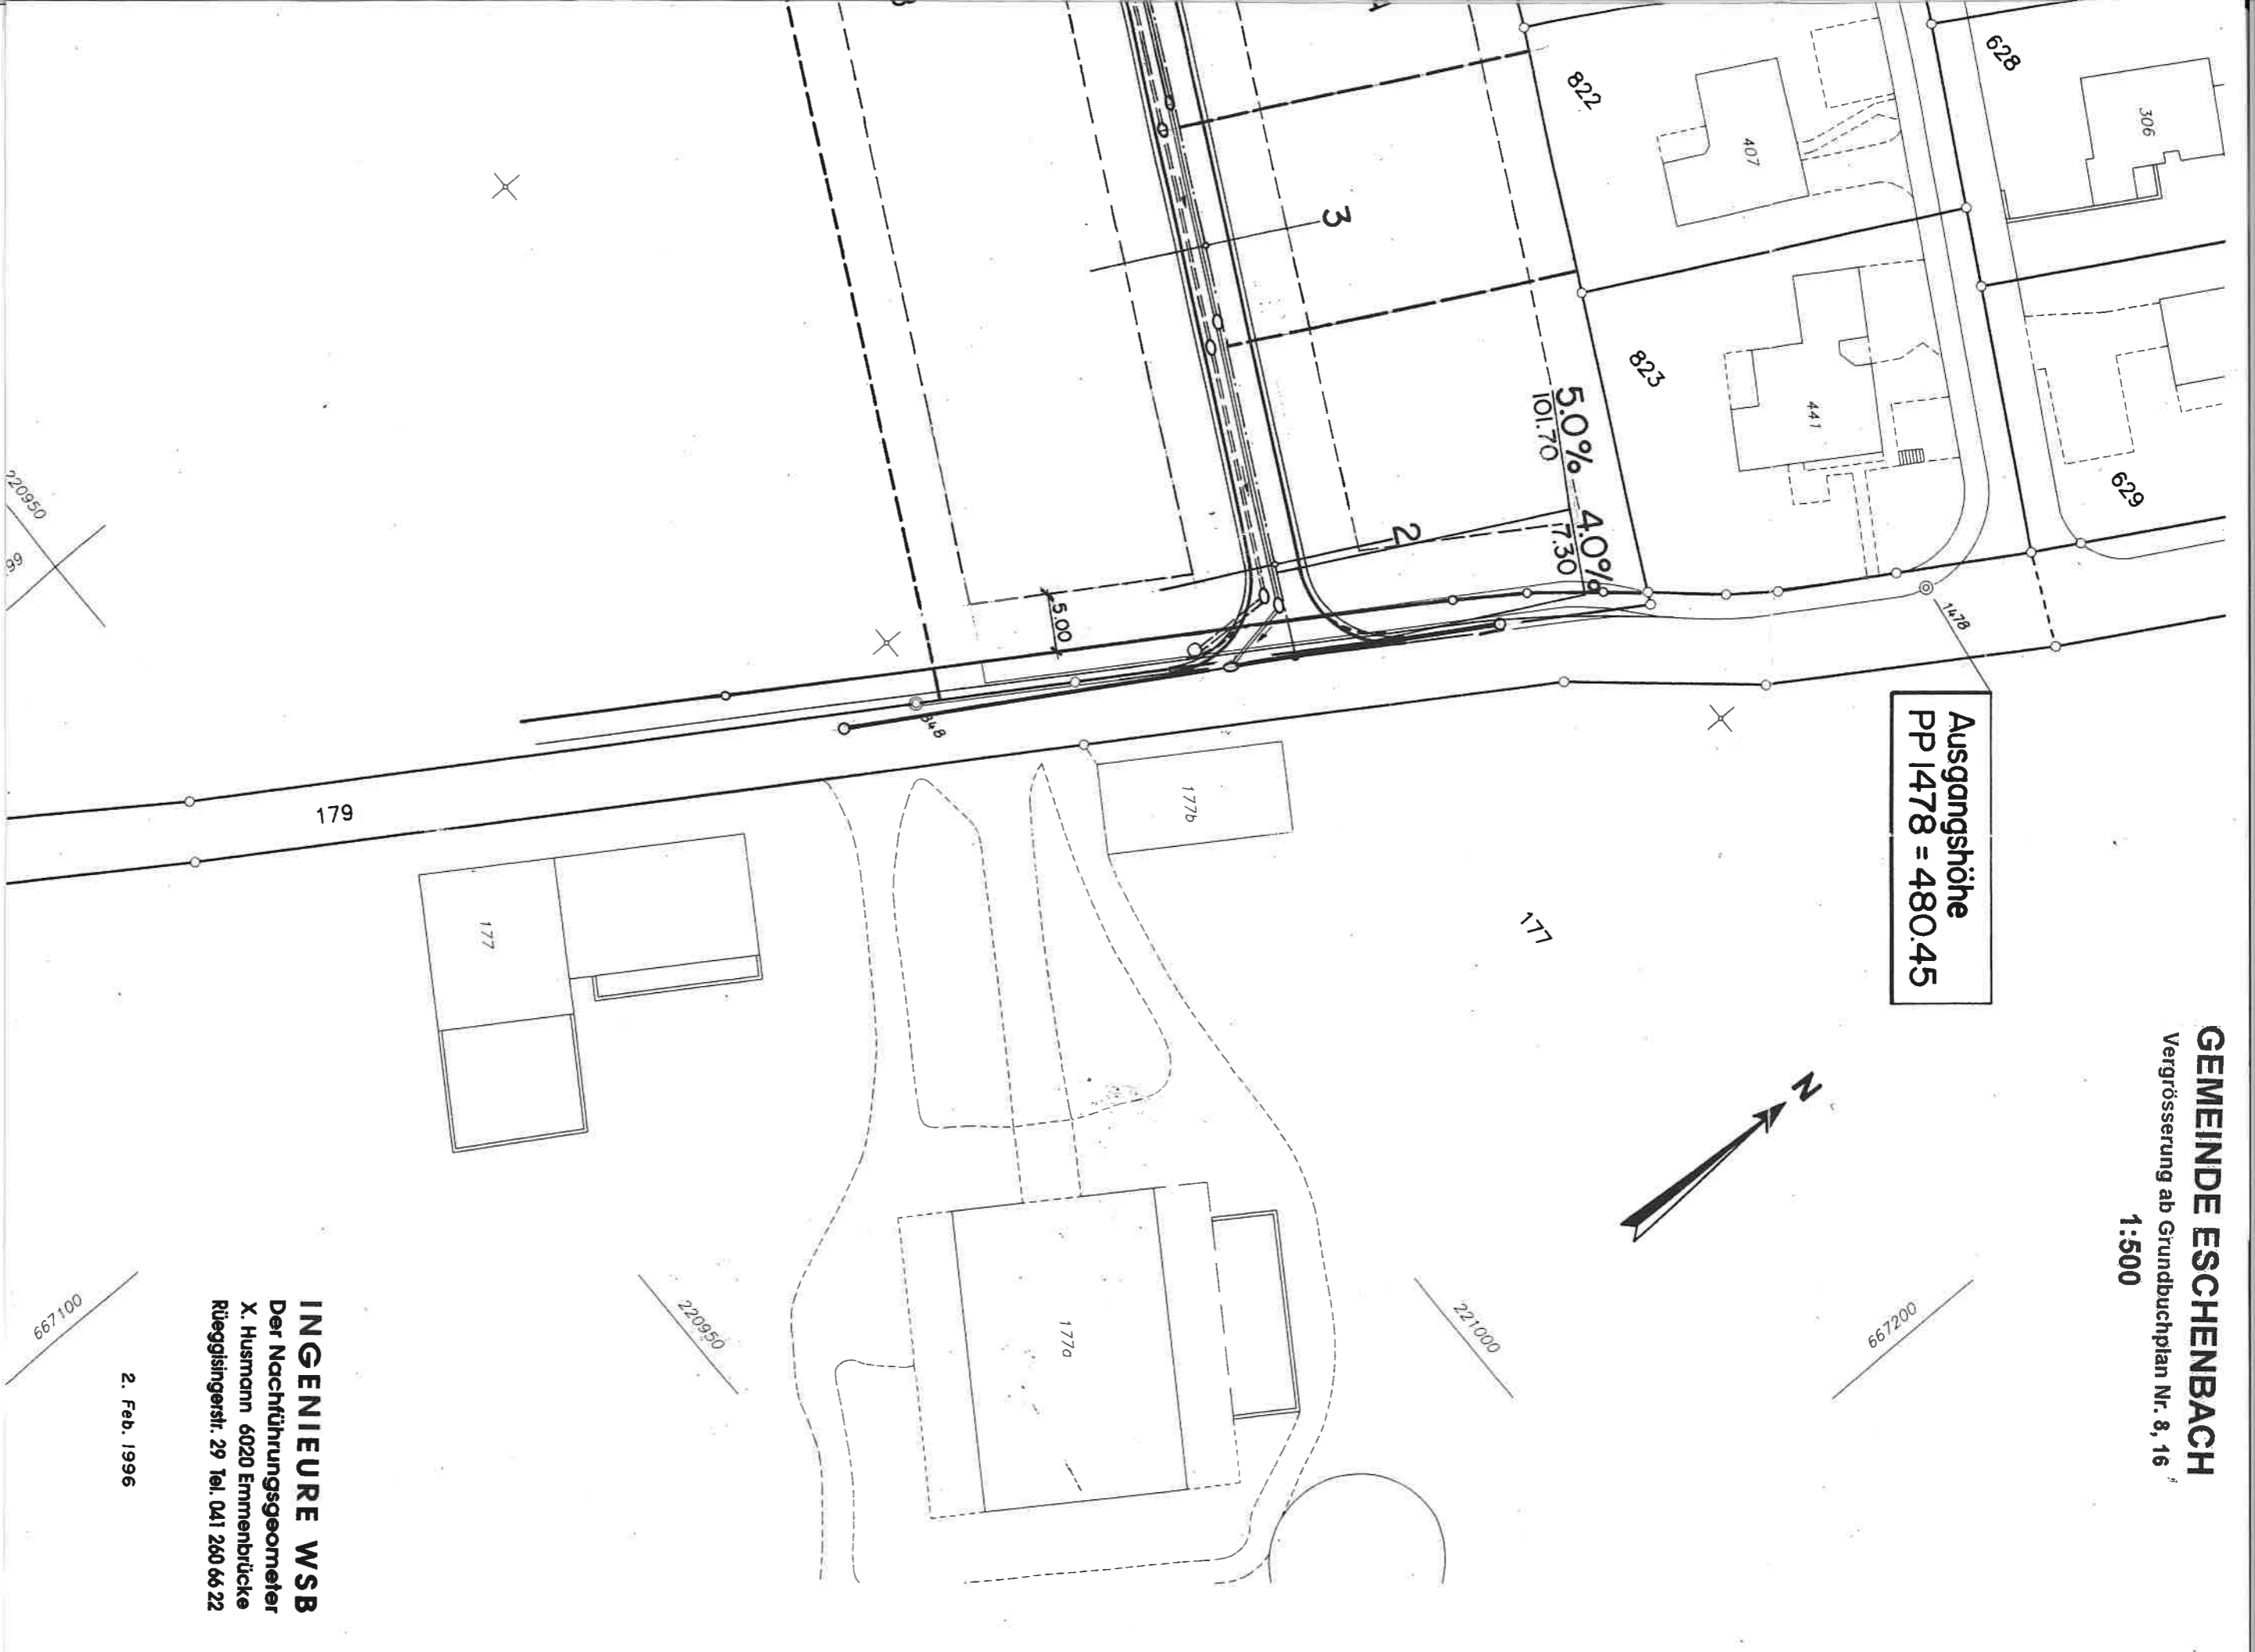 GEMEINDE ESCHENBACH
Vergrösserung ab Grundbuchplan Nr. 8, 16
1:500
Ausgangshöhe
PP 1478 = 480.45
1478
628
306
822
407
3
823
441
629
5.0%
101.70
4.0%
7.30
2
5.00
348
179
177b
177
177
177a
N
220950
99
667100
220950
221000
667200
INGENIEURE WSB
Der Nachführungsgeometer
X. Husmann 6020 Emmenbrücke
Rüeggisingerstr. 29 Tel. 041 260 66 22
2. Feb. 1996